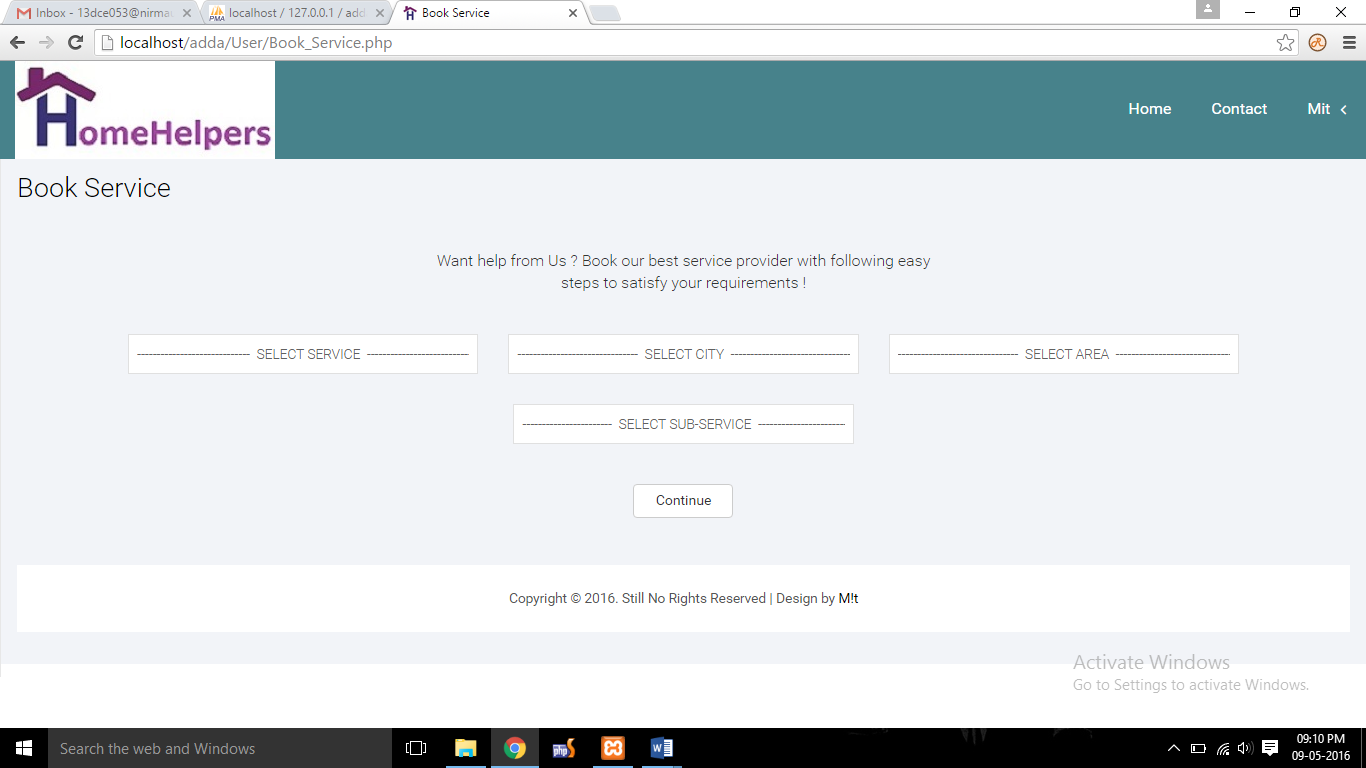 Inbox - 13dce053@nirma
localhost / 127.0.0.1 / add
Book Service
localhost/adda/User/Book_Service.php
HomeHelpers
Home
Contact
Mit
Book Service
Want help from Us ? Book our best service provider with following easy
steps to satisfy your requirements !
SELECT SERVICE
SELECT CITY
SELECT AREA
SELECT SUB-SERVICE
Continue
Copyright © 2016. Still No Rights Reserved | Design by M!t
Activate Windows
Go to Settings to activate Windows.
Search the web and Windows
09:10 PM
09-05-2016